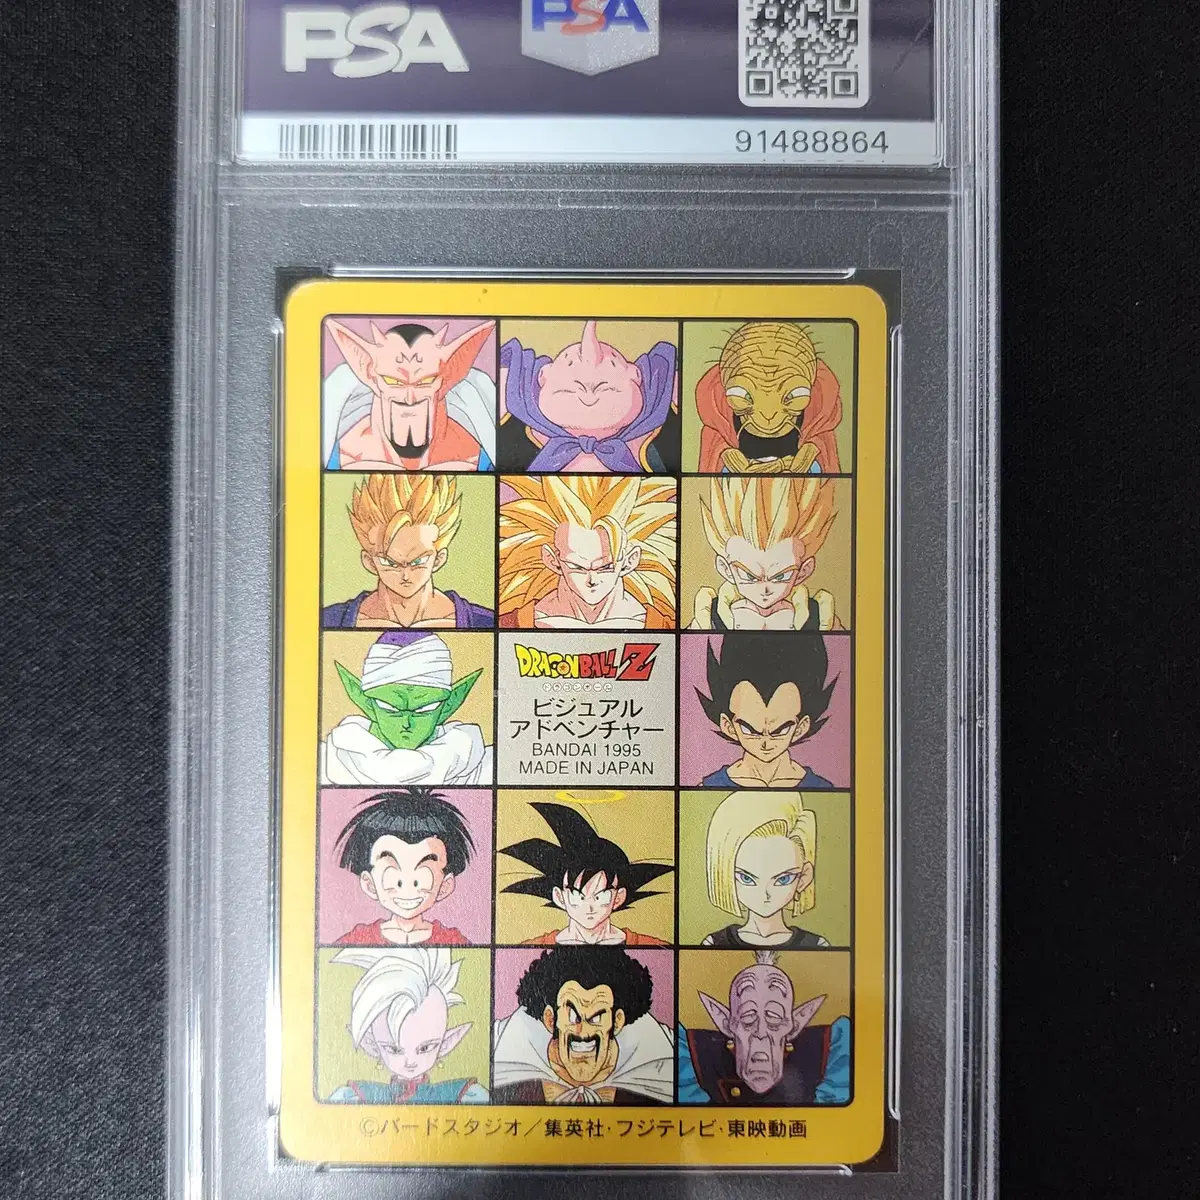 PSA
PSA
91488864
DRAGON BALL Z
ドラゴンボール
ビジュアル
アドベンチャー
BANDAI 1995
MADE IN JAPAN
©バードスタジオ／集英社・フジテレビ・東映動画